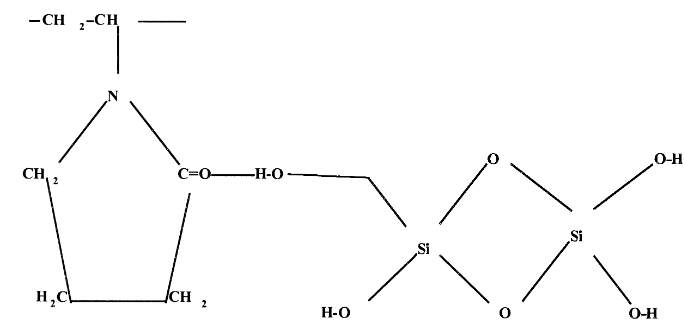 –CH 2–CH
N
O
O-H
CH 2
C=O
H-O
Si
Si
H2C
CH 2
H-O
O
O-H